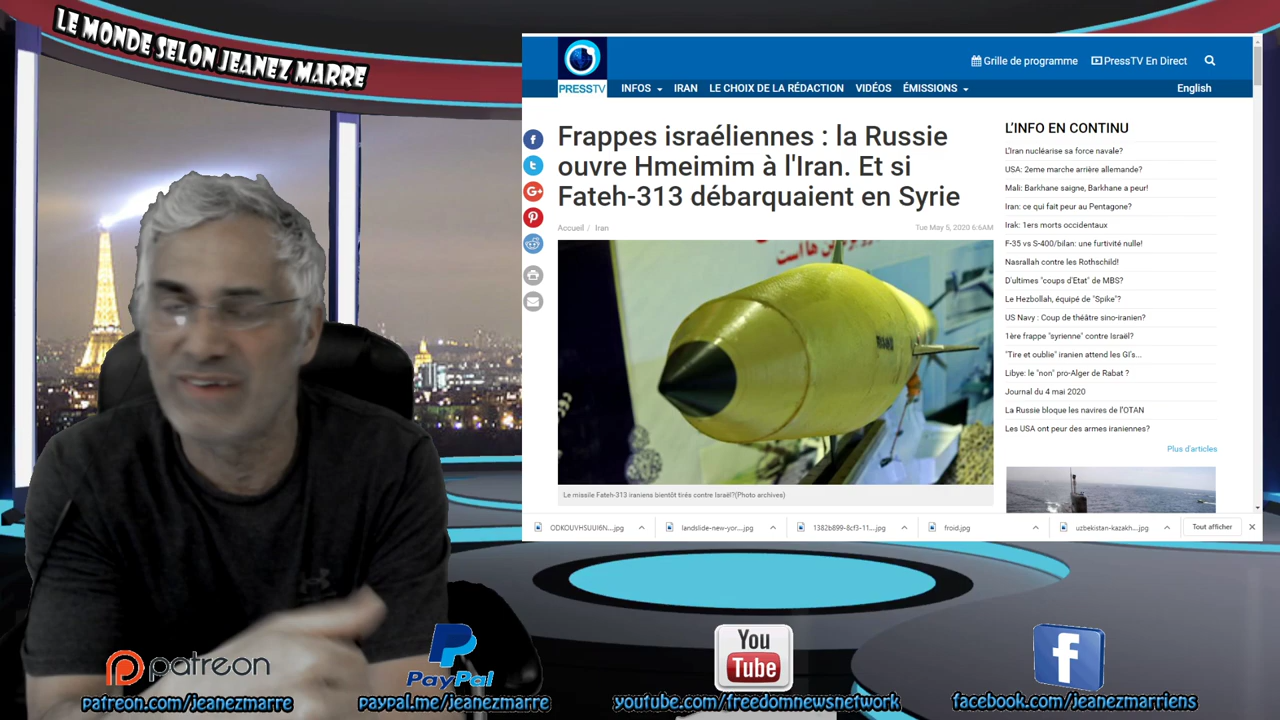 LE MONDE SELON JEANEZ MARRE
PRESSTV
Grille de programme
PressTV En Direct
INFOS
IRAN
LE CHOIX DE LA RÉDACTION
VIDÉOS
ÉMISSIONS
English
Frappes israéliennes : la Russie
ouvre Hmeimim à l'Iran. Et si
Fateh-313 débarquaient en Syrie
Accueil / Iran
Tue May 5, 2020 6:6AM
Le missile Fateh-313 iraniens bientôt tirés contre Israël?(Photo archives)
L'INFO EN CONTINU
L'Iran nucléarise sa force navale?
USA: 2eme marche arrière allemande?
Mali: Barkhane saigne, Barkhane a peur!
Iran: ce qui fait peur au Pentagone?
Irak: 1ers morts occidentaux
F-35 vs S-400/bilan: une furtivité nulle!
Nasrallah contre les Rothschild!
D'ultimes "coups d'Etat" de MBS?
Le Hezbollah, équipé de "Spike"?
US Navy : Coup de théâtre sino-iranien?
1ère frappe "syrienne" contre Israël?
"Tire et oublie" iranien attend les GI's...
Libye: le "non" pro-Alger de Rabat ?
Journal du 4 mai 2020
La Russie bloque les navires de l'OTAN
Les USA ont peur des armes iraniennes?
Plus d'articles
ODKOUVHSUUI6N....jpg
landslide-new-yor....jpg
1382b899-8cf3-11....jpg
froid.jpg
uzbekistan-kazakh....jpg
Tout afficher
patreon
patreon.com/jeanezmarre
PayPal
paypal.me/jeanezmarre
You
Tube
youtube.com/freedomnewsnetwork
f
facebook.com/jeanezmarriens